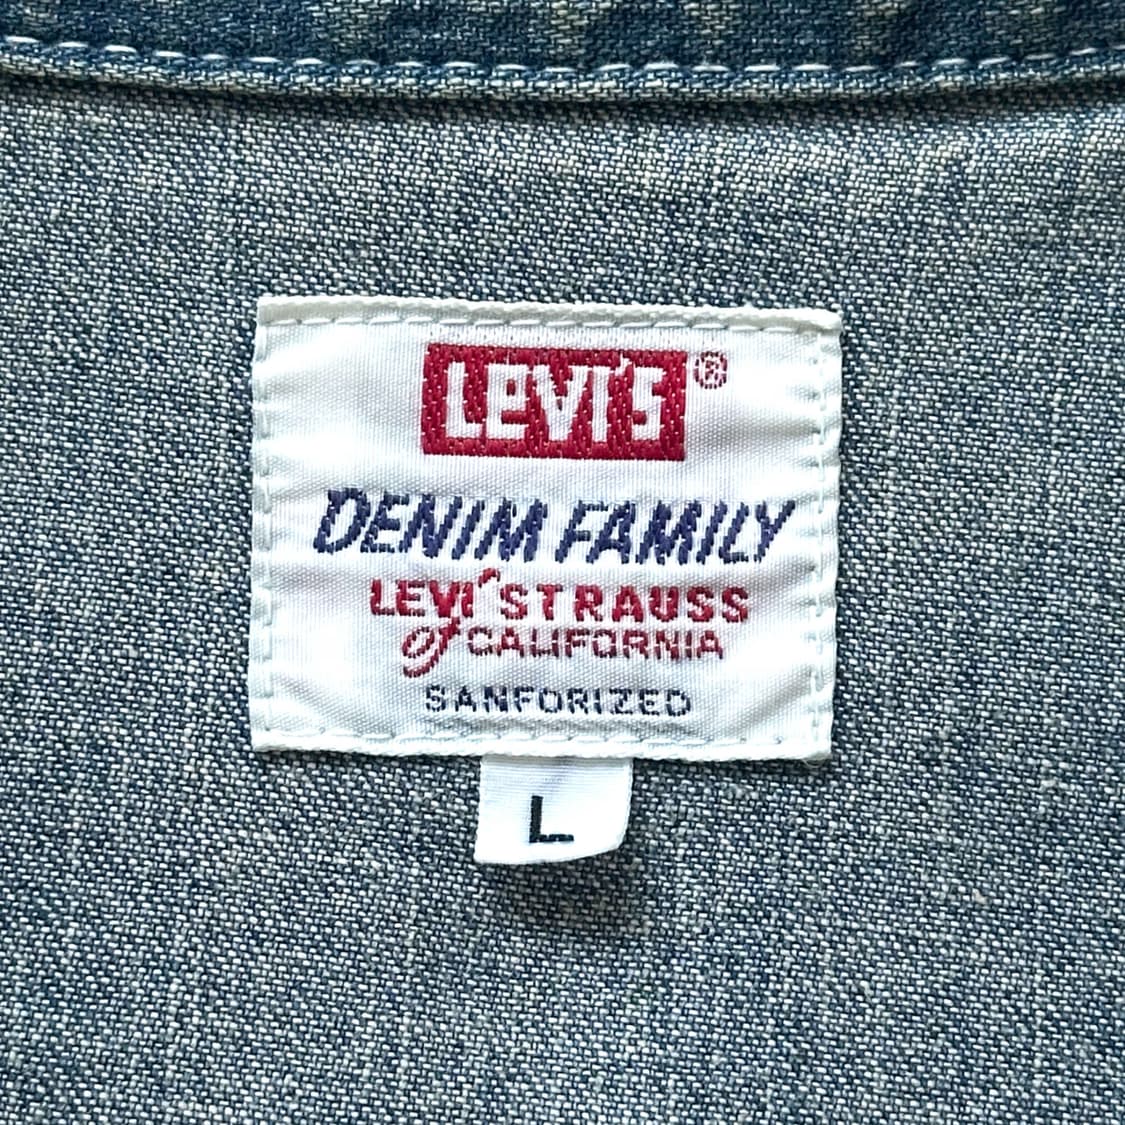 LEVI'S®
DENIM FAMILY
LEVI'STRAUSS
of CALIFORNIA
SANFORIZED
L